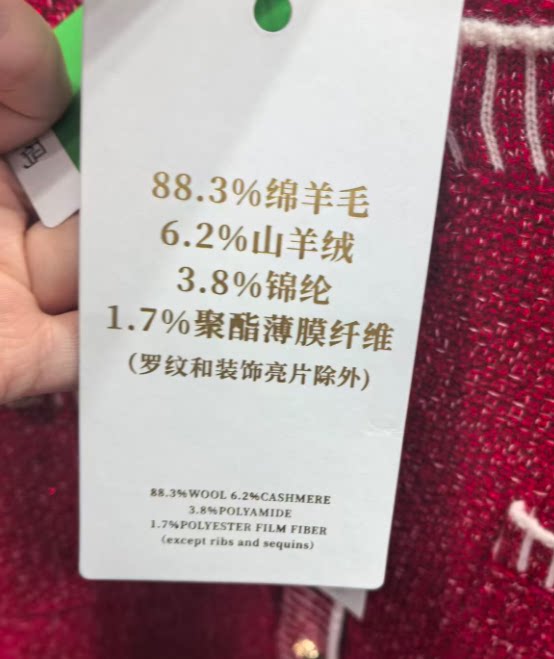 88.3%绵羊毛
6.2%山羊绒
3.8%锦纶
1.7%聚酯薄膜纤维
(罗纹和装饰亮片除外)
88.3%WOOL 6.2%CASHMERE
3.8%POLYAMIDE
1.7%POLYESTER FILM FIBER
(except ribs and sequins)